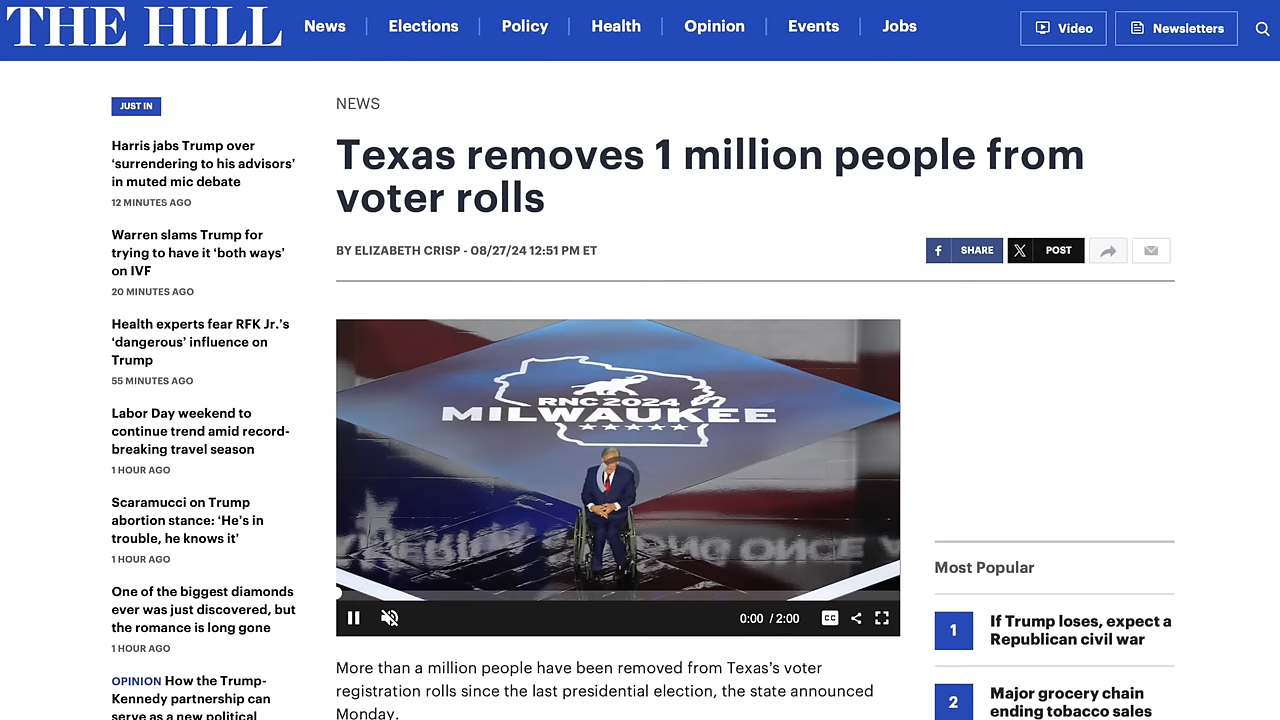 THE HILL
News
Elections
Policy
Health
Opinion
Events
Jobs
Video
Newsletters
JUST IN
Harris jabs Trump over
‘surrendering to his advisors’
in muted mic debate
12 MINUTES AGO
Warren slams Trump for
trying to have it ‘both ways’
on IVF
20 MINUTES AGO
Health experts fear RFK Jr.’s
‘dangerous’ influence on
Trump
55 MINUTES AGO
Labor Day weekend to
continue trend amid record-
breaking travel season
1 HOUR AGO
Scaramucci on Trump
abortion stance: ‘He’s in
trouble, he knows it’
1 HOUR AGO
One of the biggest diamonds
ever was just discovered, but
the romance is long gone
1 HOUR AGO
OPINION How the Trump-
Kennedy partnership can
serve as a new political
NEWS
Texas removes 1 million people from
voter rolls
BY ELIZABETH CRISP - 08/27/24 12:51 PM ET
SHARE
POST
RNC 2024
MILWAUKEE
ONCE
0:00 / 2:00
CC
More than a million people have been removed from Texas’s voter
registration rolls since the last presidential election, the state announced
Monday.
Most Popular
1
If Trump loses, expect a
Republican civil war
2
Major grocery chain
ending tobacco sales